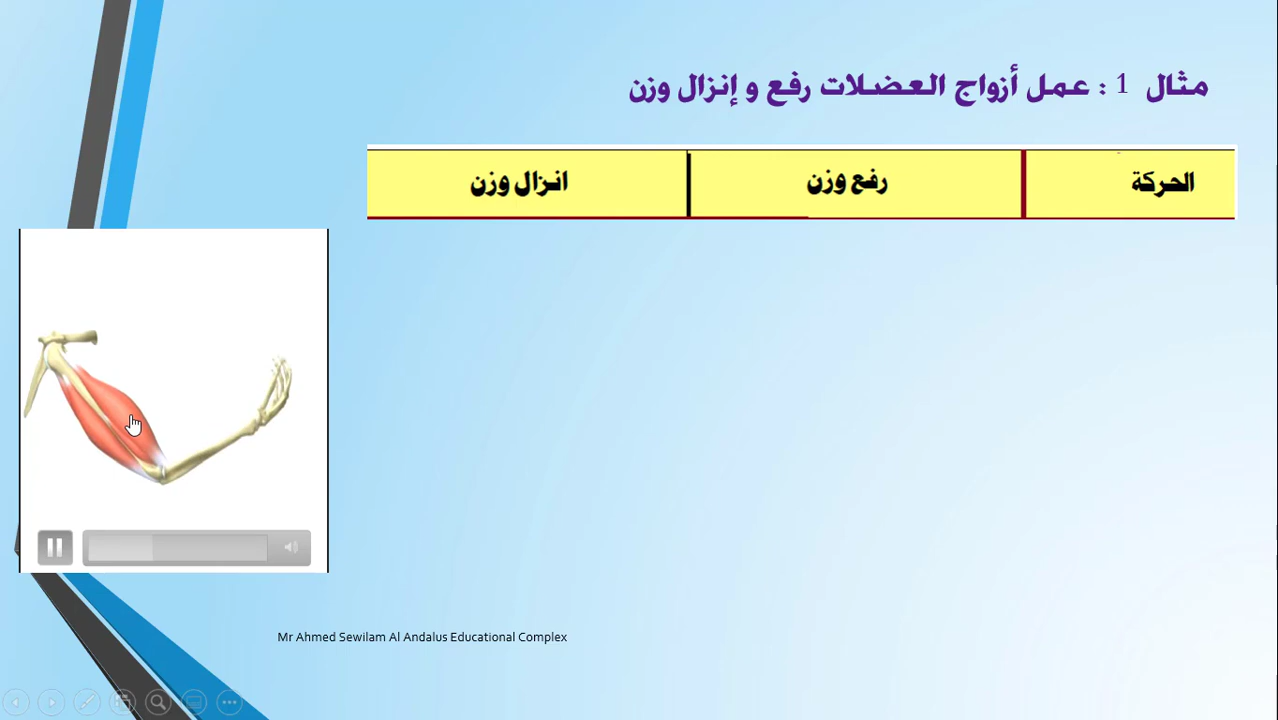 مثال 1 : عمل أزواج العضلات رفع و إنزال وزن
الحركة رفع وزن انزال وزن
Mr Ahmed Sewilam Al Andalus Educational Complex